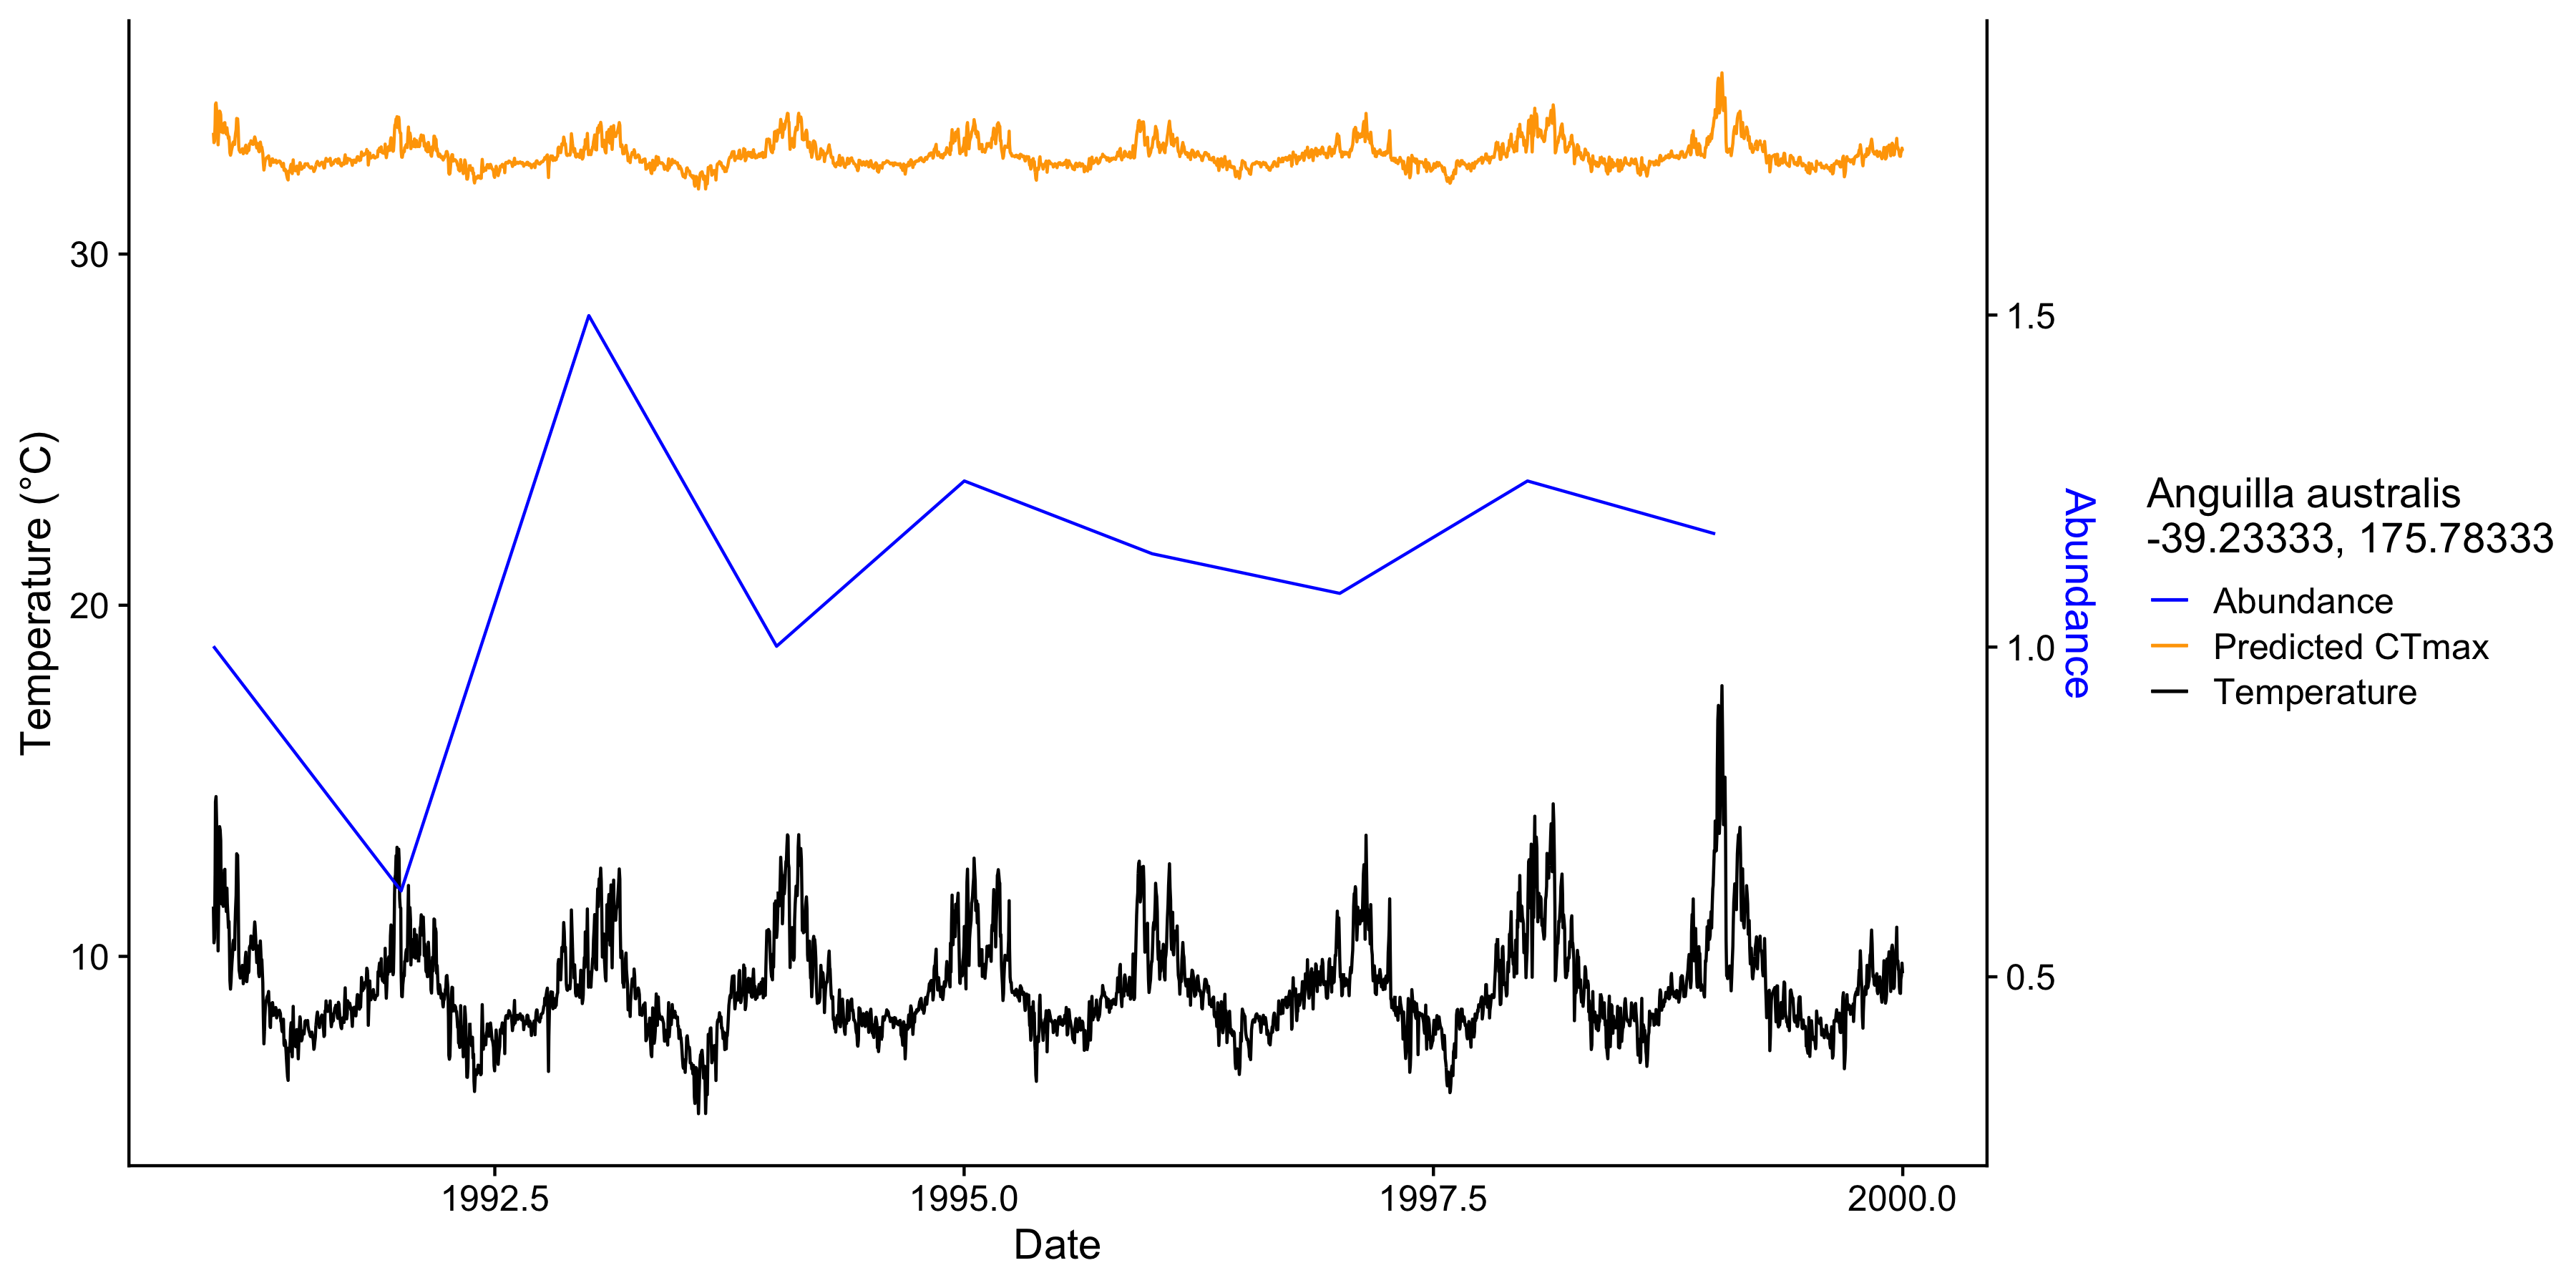 30
20
10
Temperature (°C)
1992.5
1995.0
1997.5
2000.0
Date
1.5
1.0
0.5
Abundance
Anguilla australis
-39.23333, 175.78333
Abundance
Predicted CTmax
Temperature